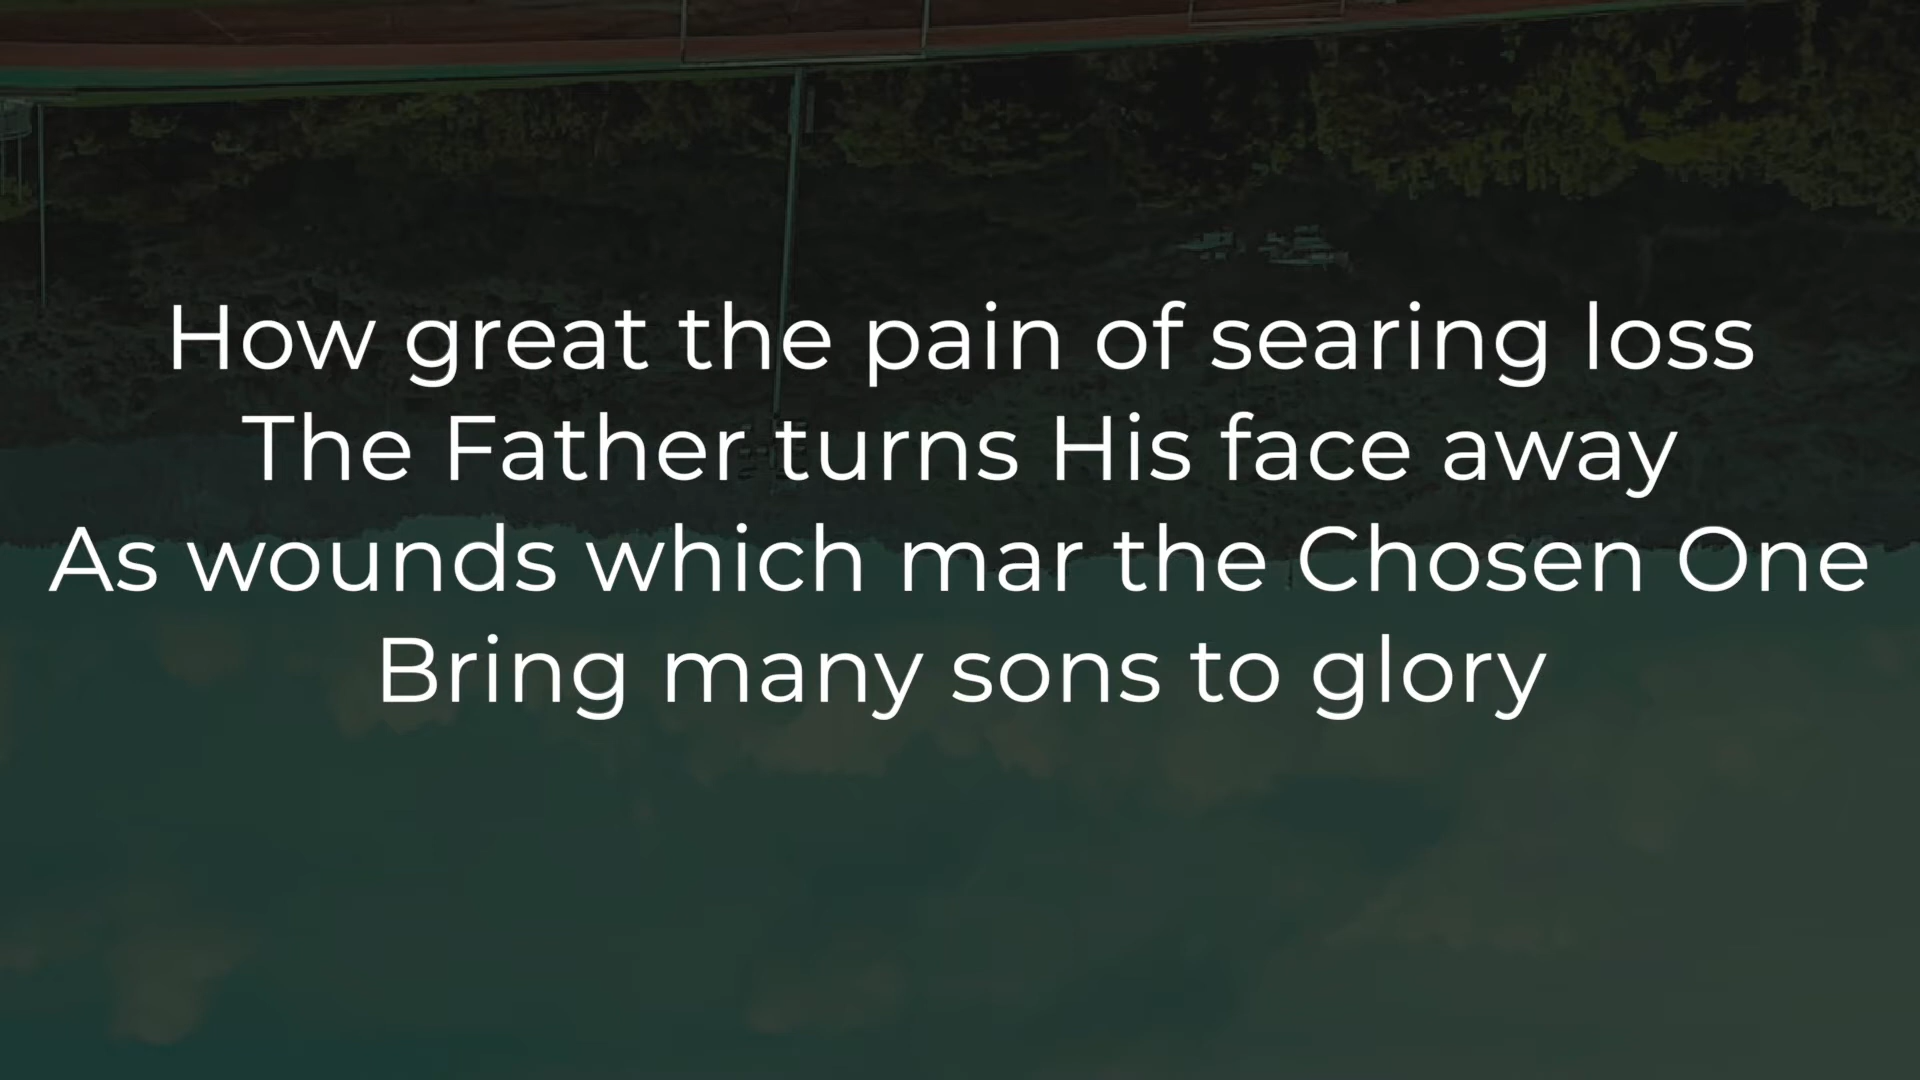 How great the pain of searing loss
The Father turns His face away
As wounds which mar the Chosen One
Bring many sons to glory